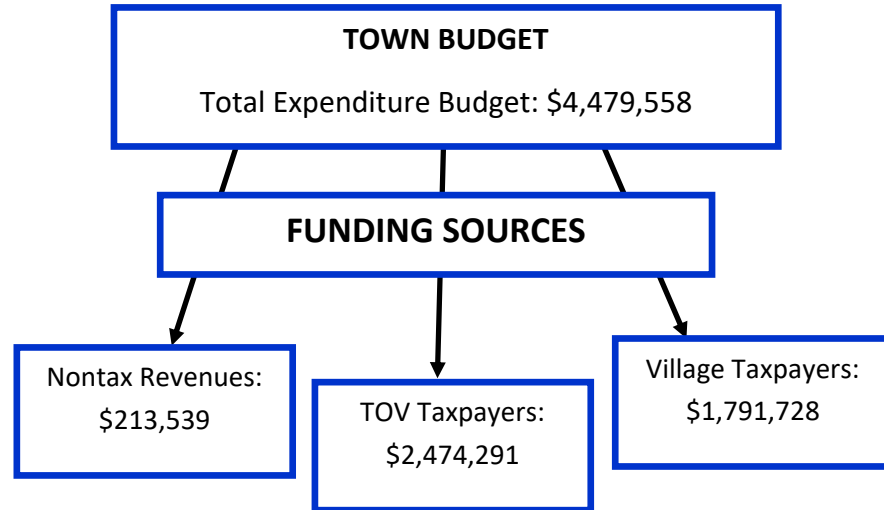 TOWN BUDGET
Total Expenditure Budget: $4,479,558
FUNDING SOURCES
Nontax Revenues:
$213,539
TOV Taxpayers:
$2,474,291
Village Taxpayers:
$1,791,728